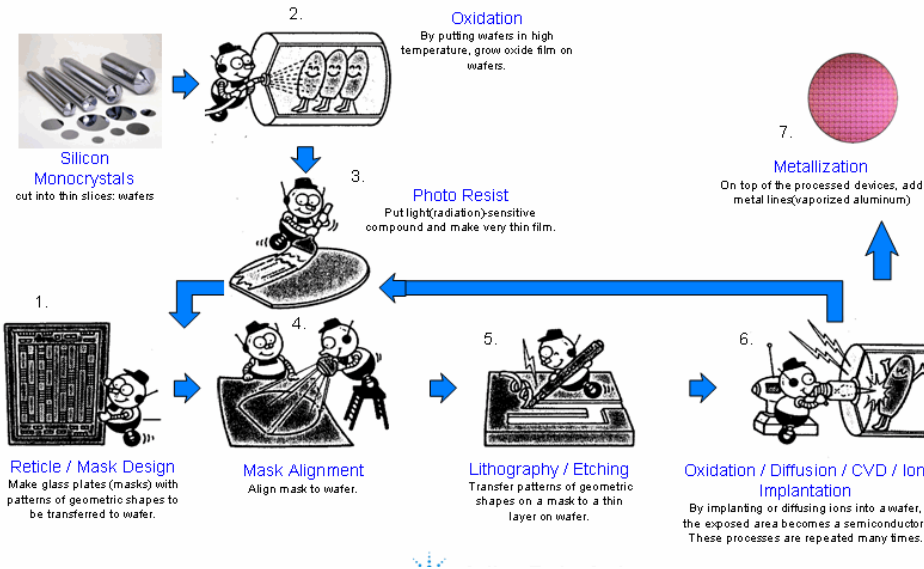 2.
Oxidation
By putting wafers in high
temperature, grow oxide film on
wafers.
Silicon
Monocrystals
cut into thin slices: wafers
3.
Photo Resist
Put light(radiation)-sensitive
compound and make very thin film.
7.
Metallization
On top of the processed devices, add
metal lines(vaporized aluminum)
1.
Reticle / Mask Design
Make glass plates (masks) with
patterns of geometric shapes to
be transferred to wafer.
4.
Mask Alignment
Align mask to wafer.
5.
Lithography / Etching
Transfer patterns of geometric
shapes on a mask to a thin
layer on wafer.
6.
Oxidation / Diffusion / CVD / Ion
Implantation
By implanting or diffusing ions into a wafer,
the exposed area becomes a semiconductor
These processes are repeated many times.